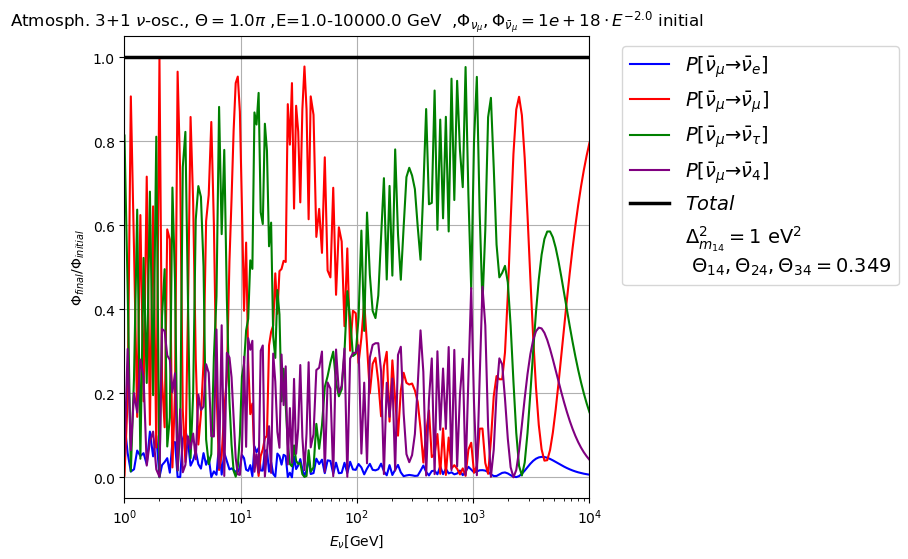 Atmosph. 3+1 ν-osc., Θ = 1.0π ,E=1.0-10000.0 GeV ,Φ_{ν_μ}, Φ_{ν̄_μ} = 1e + 18 · E^{−2.0} initial
1.0
0.8
0.6
0.4
0.2
0.0
Φ_{final}/Φ_{initial}
10^0
10^1
10^2
10^3
10^4
E_ν[GeV]
P[ν̄_μ→ν̄_e]
P[ν̄_μ→ν̄_μ]
P[ν̄_μ→ν̄_τ]
P[ν̄_μ→ν̄_4]
Total
Δ^2_{m_{14}} = 1 eV^2
Θ_{14}, Θ_{24}, Θ_{34} = 0.349